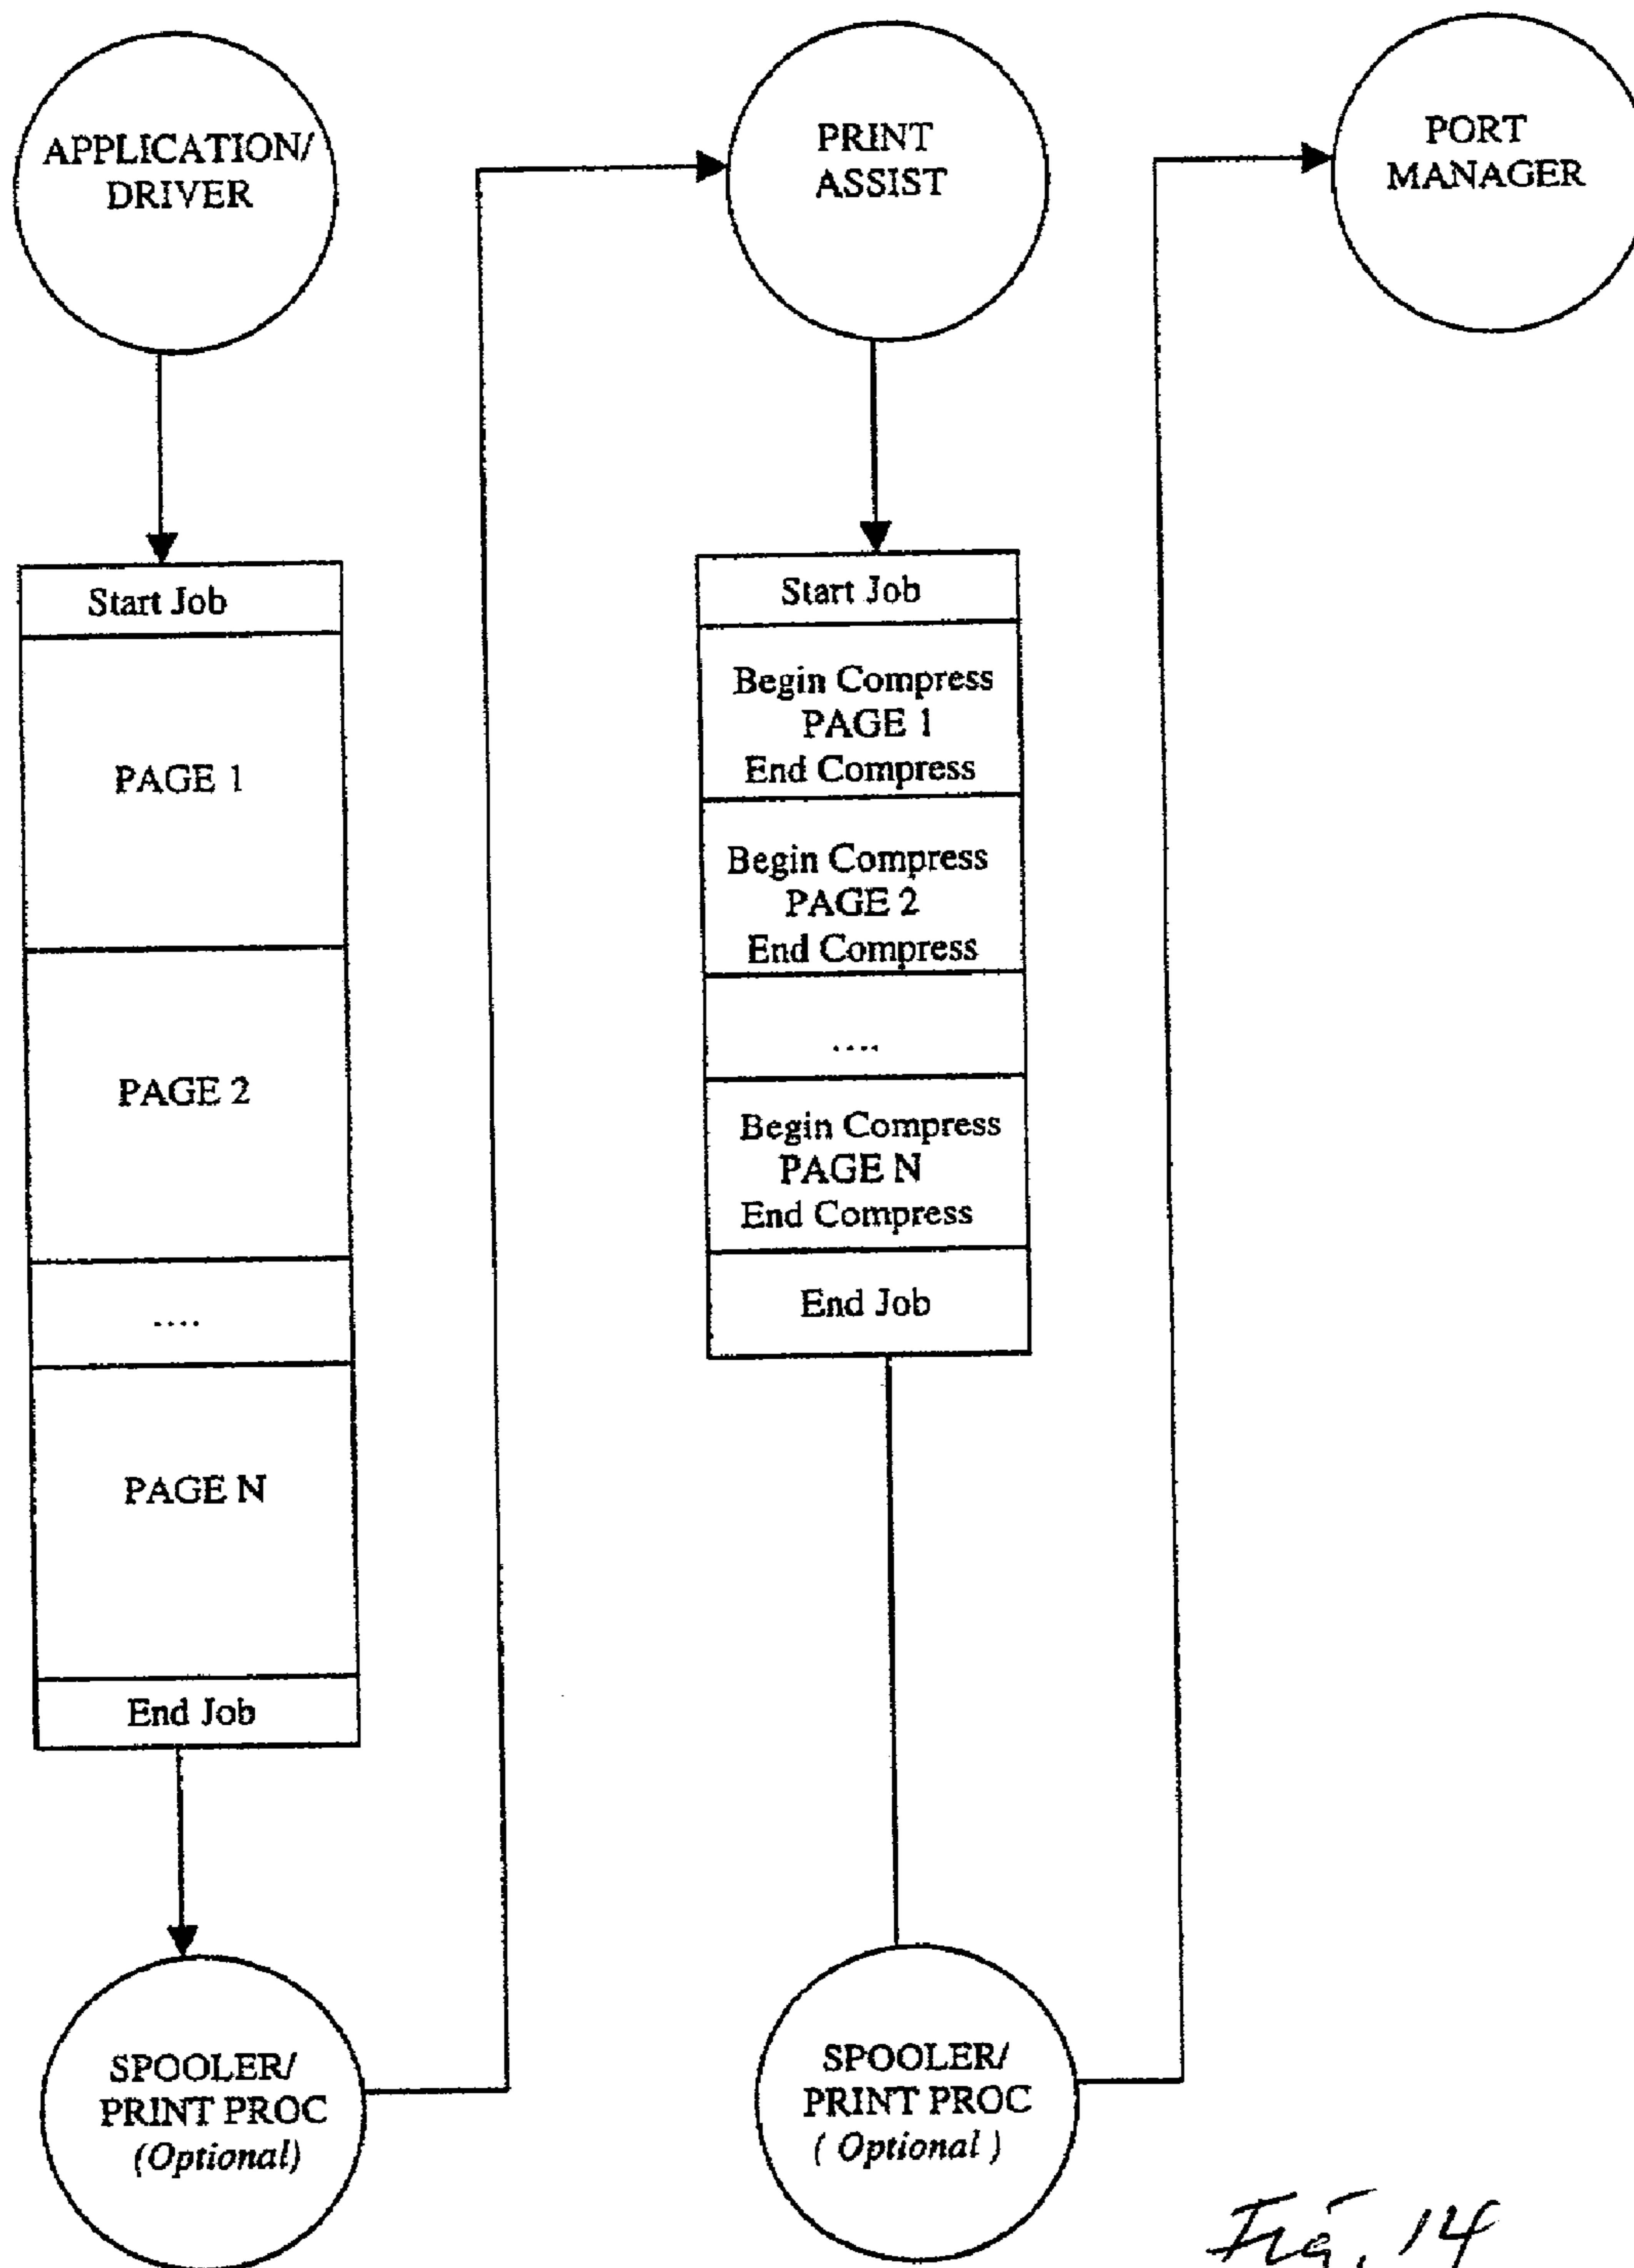 APPLICATION/
DRIVER
Start Job
PAGE 1
PAGE 2
....
PAGE N
End Job
SPOOLER/
PRINT PROC
(Optional)
PRINT
ASSIST
Start Job
Begin Compress
PAGE 1
End Compress
Begin Compress
PAGE 2
End Compress
....
Begin Compress
PAGE N
End Compress
End Job
SPOOLER/
PRINT PROC
( Optional )
PORT
MANAGER
Fig. 14